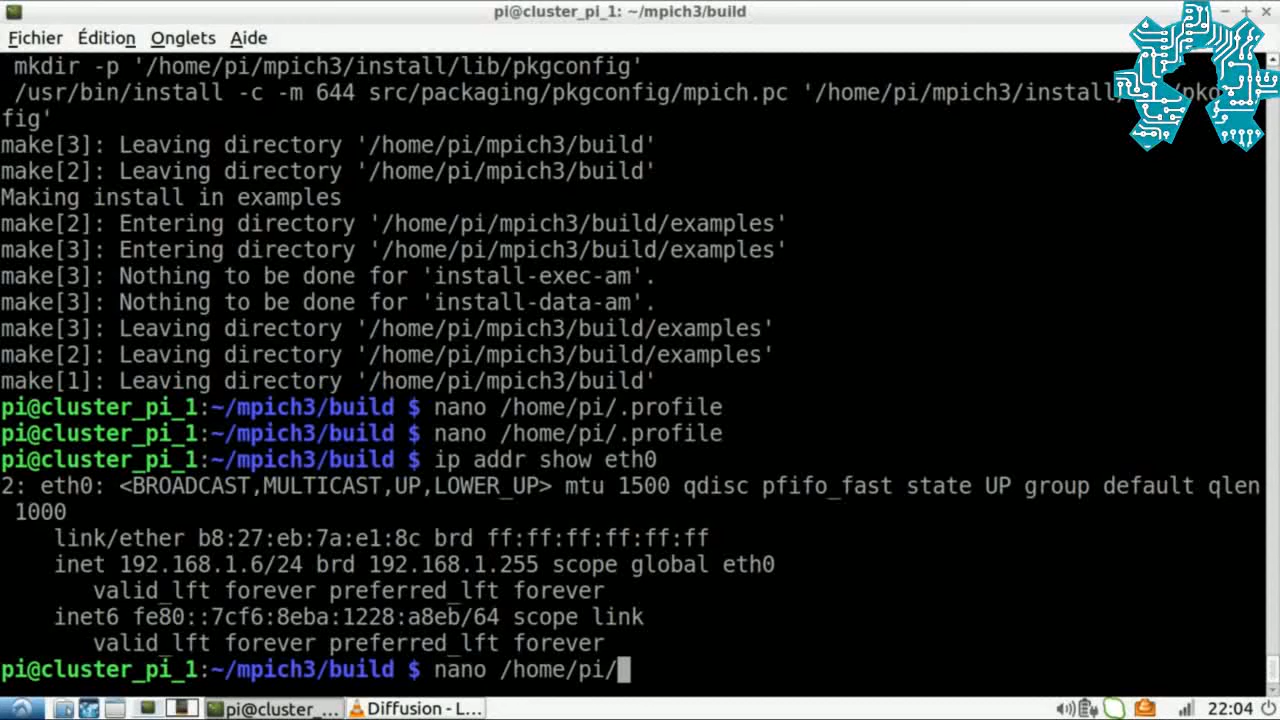 pi@cluster_pi_1: ~/mpich3/build
Fichier Édition Onglets Aide
mkdir -p '/home/pi/mpich3/install/lib/pkgconfig'
/usr/bin/install -c -m 644 src/packaging/pkgconfig/mpich.pc '/home/pi/mpich3/install/
fig'
make[3]: Leaving directory '/home/pi/mpich3/build'
make[2]: Leaving directory '/home/pi/mpich3/build'
Making install in examples
make[2]: Entering directory '/home/pi/mpich3/build/examples'
make[3]: Entering directory '/home/pi/mpich3/build/examples'
make[3]: Nothing to be done for 'install-exec-am'.
make[3]: Nothing to be done for 'install-data-am'.
make[3]: Leaving directory '/home/pi/mpich3/build/examples'
make[2]: Leaving directory '/home/pi/mpich3/build/examples'
make[1]: Leaving directory '/home/pi/mpich3/build'
pi@cluster_pi_1:~/mpich3/build $ nano /home/pi/.profile
pi@cluster_pi_1:~/mpich3/build $ nano /home/pi/.profile
pi@cluster_pi_1:~/mpich3/build $ ip addr show eth0
2: eth0: <BROADCAST,MULTICAST,UP,LOWER_UP> mtu 1500 qdisc pfifo_fast state UP group default qlen
1000
link/ether b8:27:eb:7a:e1:8c brd ff:ff:ff:ff:ff:ff
inet 192.168.1.6/24 brd 192.168.1.255 scope global eth0
valid_lft forever preferred_lft forever
inet6 fe80::7cf6:8eba:1228:a8eb/64 scope link
valid_lft forever preferred_lft forever
pi@cluster_pi_1:~/mpich3/build $ nano /home/pi/
pi@cluster_... Diffusion - L... 22:04